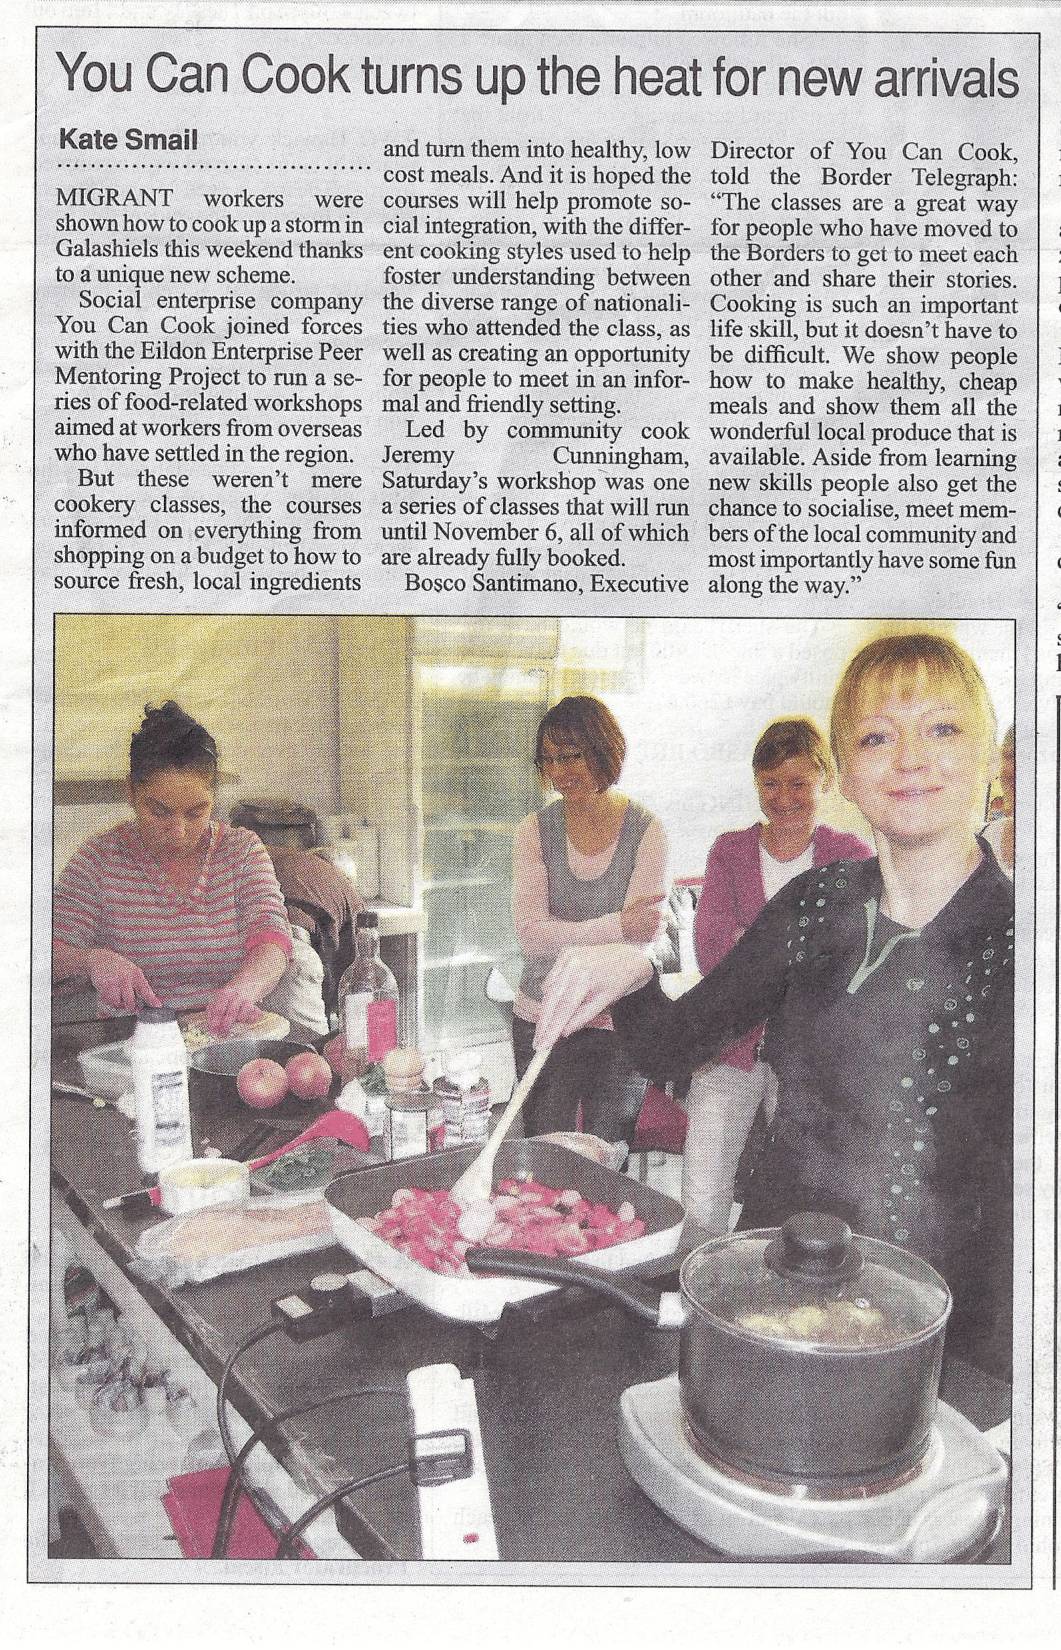 You Can Cook turns up the heat for new arrivals
Kate Smail
MIGRANT workers were
shown how to cook up a storm in
Galashiels this weekend thanks
to a unique new scheme.
Social enterprise company
You Can Cook joined forces
with the Eildon Enterprise Peer
Mentoring Project to run a se-
ries of food-related workshops
aimed at workers from overseas
who have settled in the region.
But these weren't mere
cookery classes, the courses
informed on everything from
shopping on a budget to how to
source fresh, local ingredients
and turn them into healthy, low
cost meals. And it is hoped the
courses will help promote so-
cial integration, with the differ-
ent cooking styles used to help
foster understanding between
the diverse range of nationali-
ties who attended the class, as
well as creating an opportunity
for people to meet in an infor-
mal and friendly setting.
Led by community cook
Jeremy Cunningham,
Saturday's workshop was one
a series of classes that will run
until November 6, all of which
are already fully booked.
Bosco Santimano, Executive
Director of You Can Cook,
told the Border Telegraph:
"The classes are a great way
for people who have moved to
the Borders to get to meet each
other and share their stories.
Cooking is such an important
life skill, but it doesn't have to
be difficult. We show people
how to make healthy, cheap
meals and show them all the
wonderful local produce that is
available. Aside from learning
new skills people also get the
chance to socialise, meet mem-
bers of the local community and
most importantly have some fun
along the way."